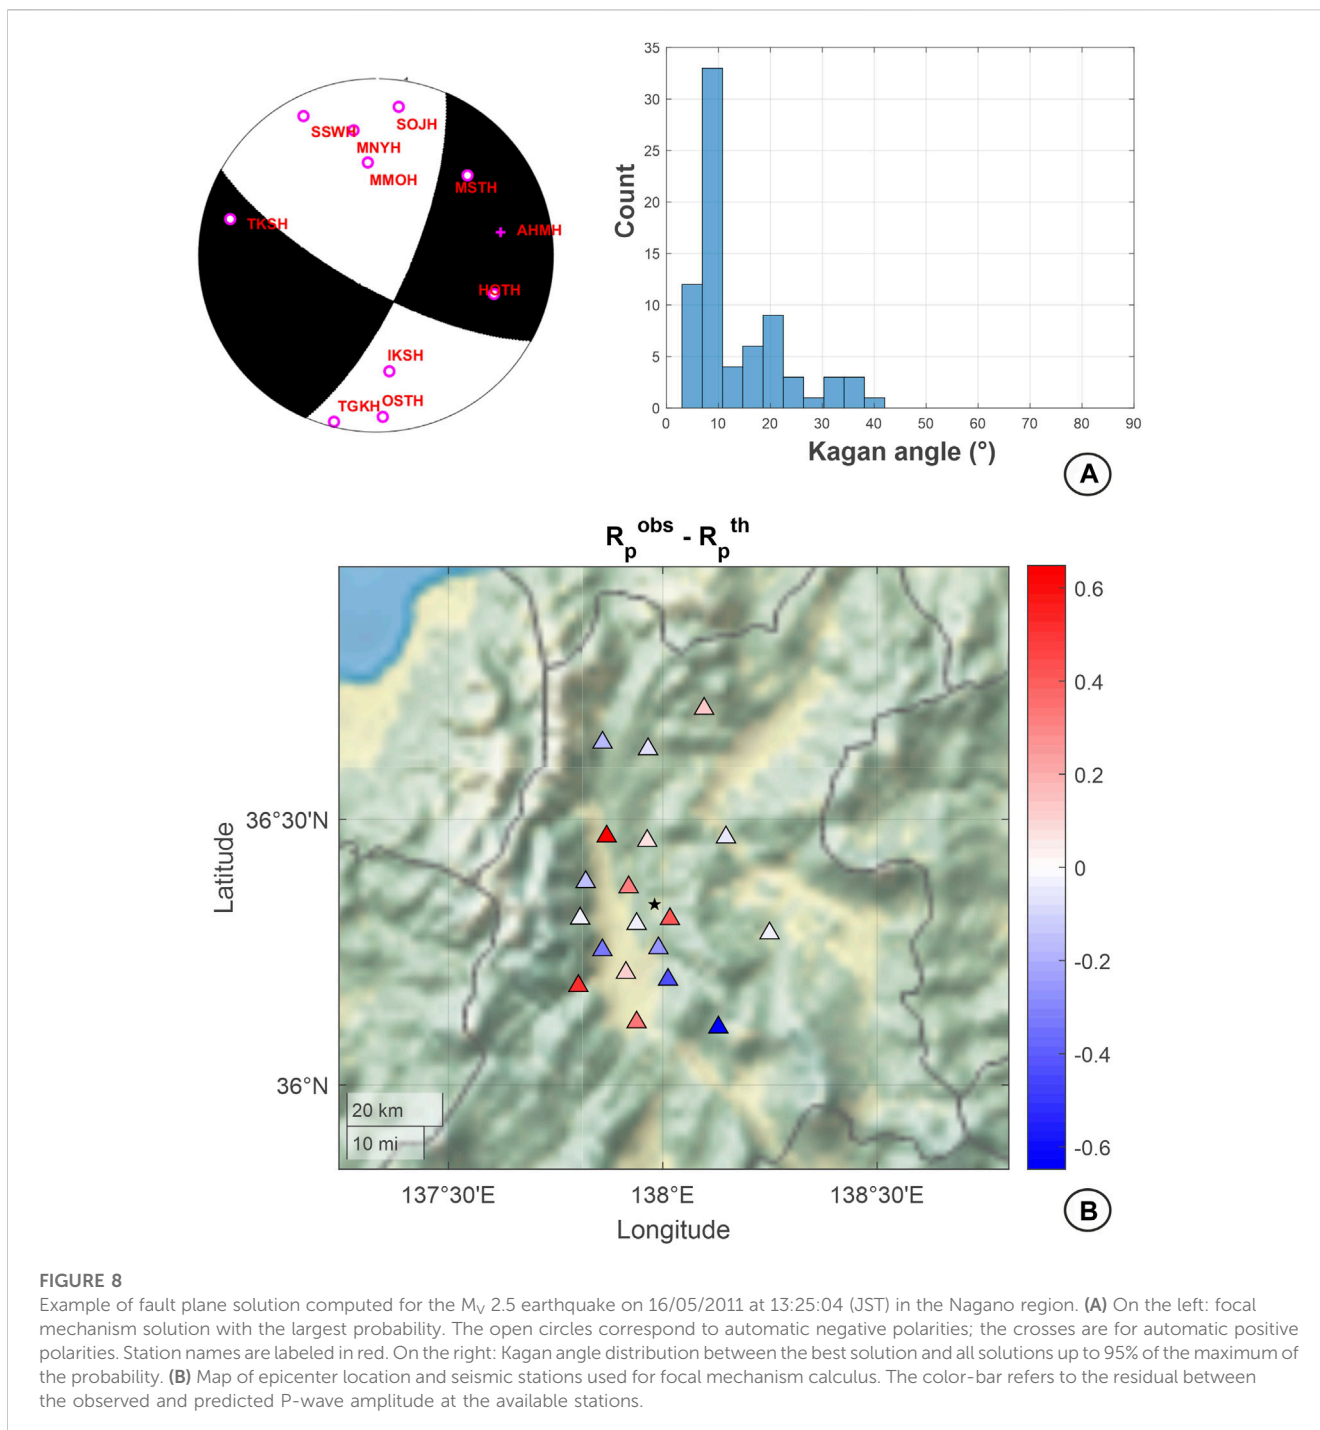 SSWH
SOJH
MNYH
MMOH
MSTH
TKSH
AHMH
HOTH
IKSH
TGKH
OSTH
35
30
25
20
15
10
5
0
Count
0 10 20 30 40 50 60 70 80 90
Kagan angle (°)
A
Rp^obs - Rp^th
0.6
0.4
0.2
0
-0.2
-0.4
-0.6
Latitude
36°30'N
36°N
20 km
10 mi
137°30'E 138°E 138°30'E
Longitude
B
FIGURE 8
Example of fault plane solution computed for the MV 2.5 earthquake on 16/05/2011 at 13:25:04 (JST) in the Nagano region. (A) On the left: focal
mechanism solution with the largest probability. The open circles correspond to automatic negative polarities; the crosses are for automatic positive
polarities. Station names are labeled in red. On the right: Kagan angle distribution between the best solution and all solutions up to 95% of the maximum of
the probability. (B) Map of epicenter location and seismic stations used for focal mechanism calculus. The color-bar refers to the residual between
the observed and predicted P-wave amplitude at the available stations.